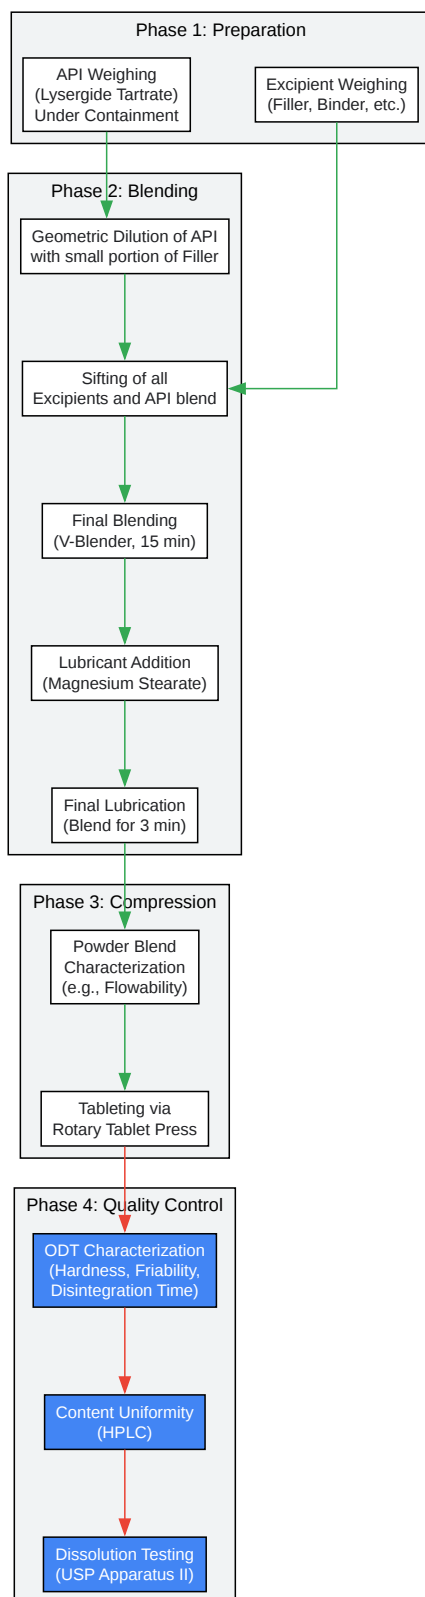 Phase 1: Preparation
API Weighing
(Lysergide Tartrate)
Under Containment
Excipient Weighing
(Filler, Binder, etc.)
Phase 2: Blending
Geometric Dilution of API
with small portion of Filler
Sifting of all
Excipients and API blend
Final Blending
(V-Blender, 15 min)
Lubricant Addition
(Magnesium Stearate)
Final Lubrication
(Blend for 3 min)
Phase 3: Compression
Powder Blend
Characterization
(e.g., Flowability)
Tableting via
Rotary Tablet Press
Phase 4: Quality Control
ODT Characterization
(Hardness, Friability,
Disintegration Time)
Content Uniformity
(HPLC)
Dissolution Testing
(USP Apparatus II)